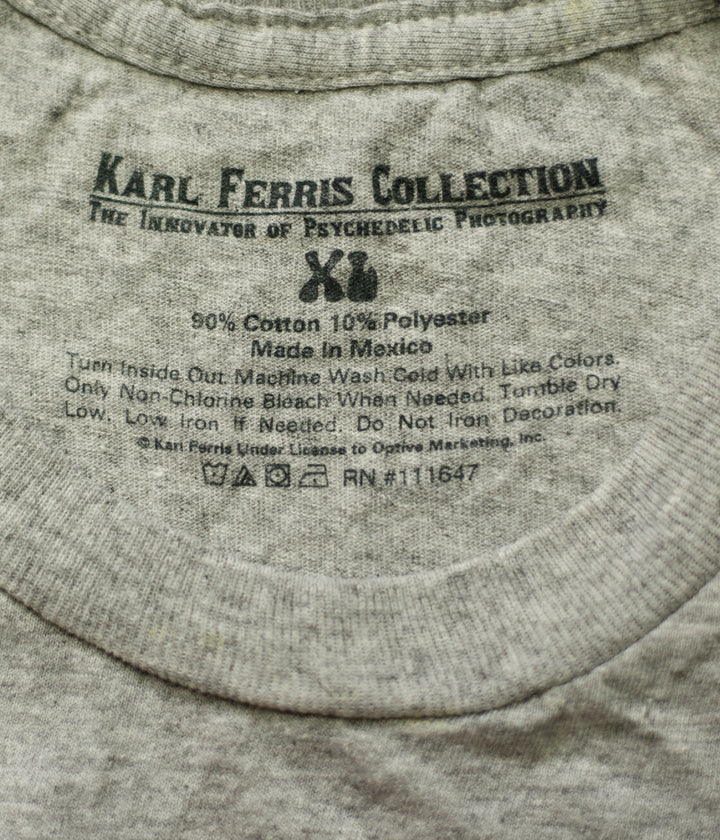 Karl Ferris Collection
The Innovator of Psychedelic Photography
XL
90% Cotton 10% Polyester
Made In Mexico
Turn Inside Out. Machine Wash Cold With Like Colors.
Only Non-Chlorine Bleach When Needed. Tumble Dry
Low. Low Iron If Needed. Do Not Iron Decoration.
© Karl Ferris Under License to Optive Marketing, Inc.
RN #111647